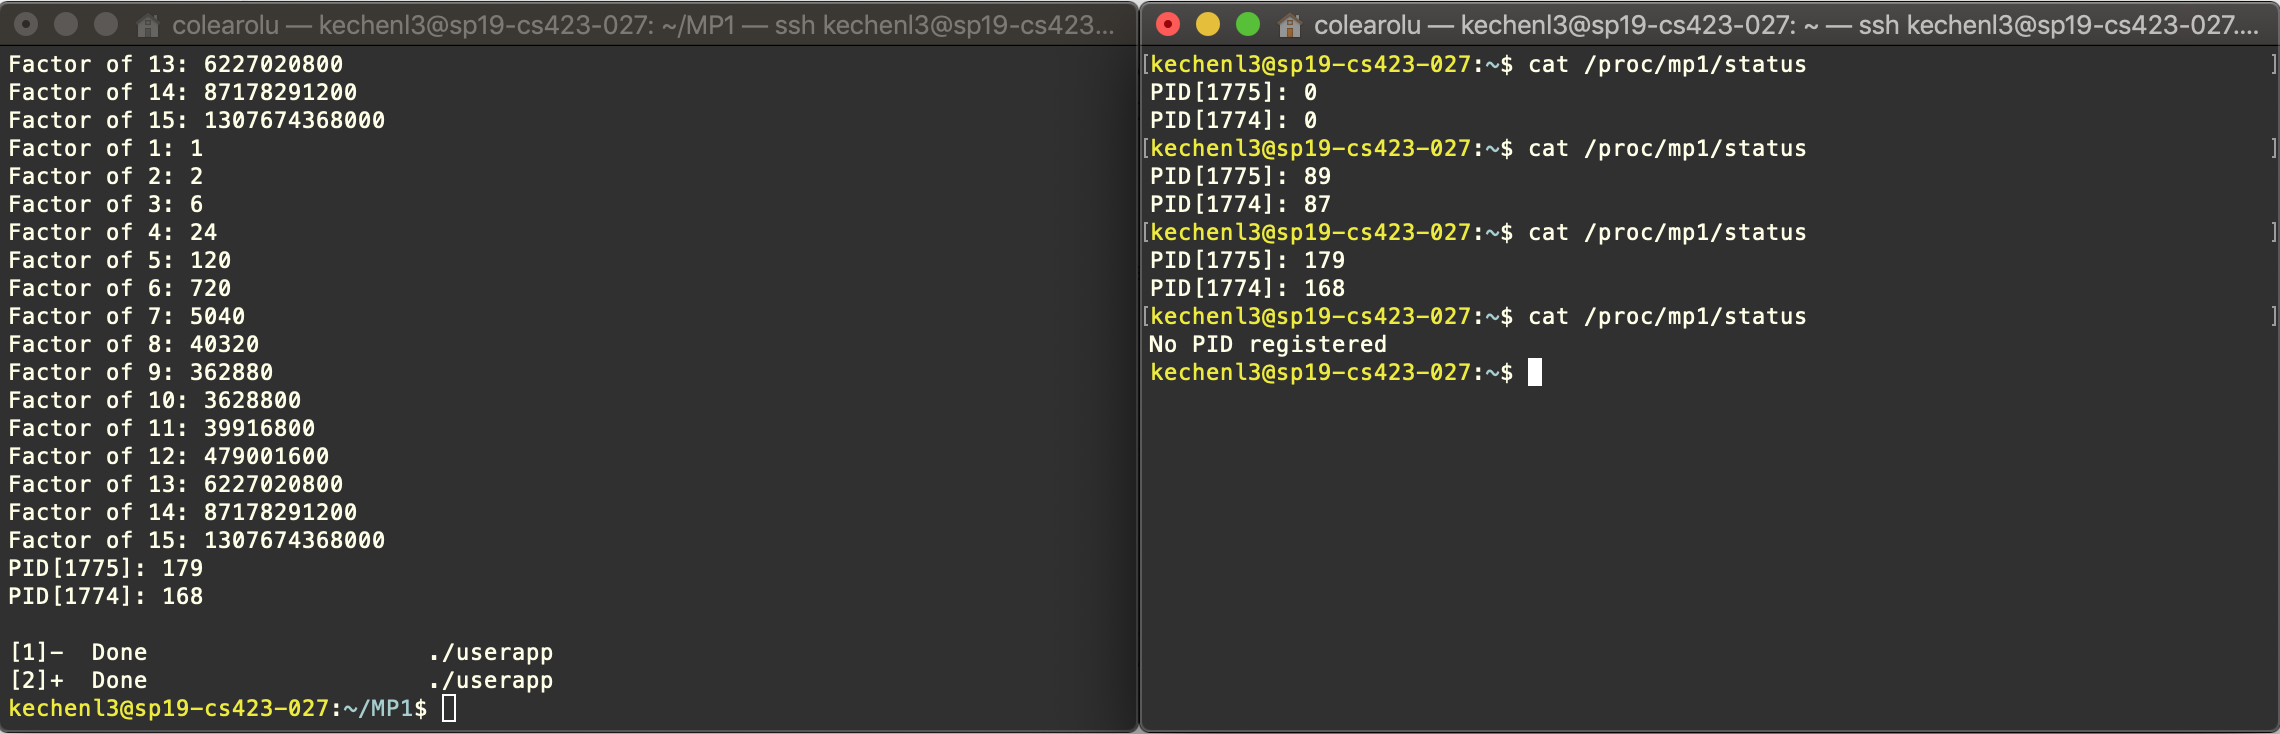 colearolu — kechenl3@sp19-cs423-027: ~/MP1 — ssh kechenl3@sp19-cs423...
Factor of 13: 6227020800
Factor of 14: 87178291200
Factor of 15: 1307674368000
Factor of 1: 1
Factor of 2: 2
Factor of 3: 6
Factor of 4: 24
Factor of 5: 120
Factor of 6: 720
Factor of 7: 5040
Factor of 8: 40320
Factor of 9: 362880
Factor of 10: 3628800
Factor of 11: 39916800
Factor of 12: 479001600
Factor of 13: 6227020800
Factor of 14: 87178291200
Factor of 15: 1307674368000
PID[1775]: 179
PID[1774]: 168
[1]-  Done                    ./userapp
[2]+  Done                    ./userapp
kechenl3@sp19-cs423-027:~/MP1$
colearolu — kechenl3@sp19-cs423-027: ~ — ssh kechenl3@sp19-cs423-027....
[kechenl3@sp19-cs423-027:~$ cat /proc/mp1/status ]
PID[1775]: 0
PID[1774]: 0
[kechenl3@sp19-cs423-027:~$ cat /proc/mp1/status ]
PID[1775]: 89
PID[1774]: 87
[kechenl3@sp19-cs423-027:~$ cat /proc/mp1/status ]
PID[1775]: 179
PID[1774]: 168
[kechenl3@sp19-cs423-027:~$ cat /proc/mp1/status ]
No PID registered
kechenl3@sp19-cs423-027:~$